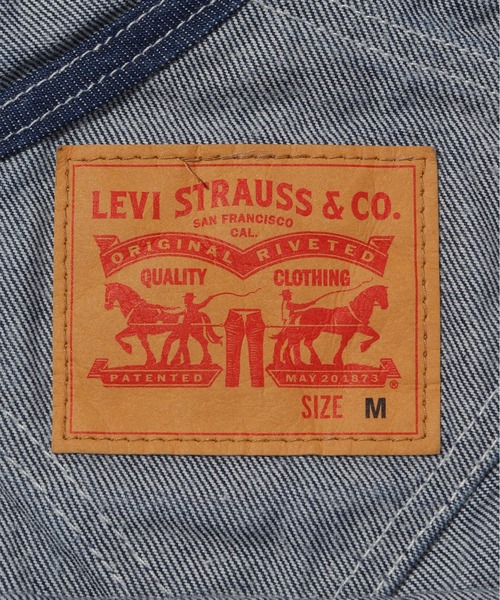 LEVI STRAUSS & CO.
SAN FRANCISCO
CAL.
ORIGINAL RIVETED
QUALITY CLOTHING
PATENTED MAY 20 1873 ®
SIZE M